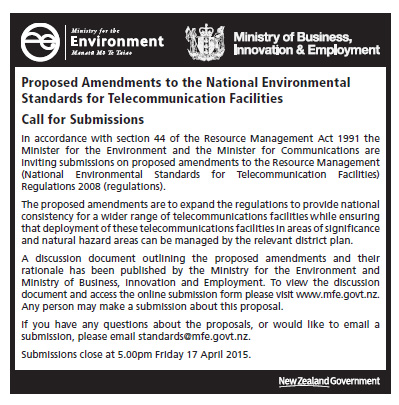 Ministry for the
Environment
Manatū Mō Te Taiao
Ministry of Business,
Innovation & Employment
Proposed Amendments to the National Environmental
Standards for Telecommunication Facilities
Call for Submissions
In accordance with section 44 of the Resource Management Act 1991 the
Minister for the Environment and the Minister for Communications are
inviting submissions on proposed amendments to the Resource Management
(National Environmental Standards for Telecommunication Facilities)
Regulations 2008 (regulations).
The proposed amendments are to expand the regulations to provide national
consistency for a wider range of telecommunications facilities while ensuring
that deployment of these telecommunications facilities in areas of significance
and natural hazard areas can be managed by the relevant district plan.
A discussion document outlining the proposed amendments and their
rationale has been published by the Ministry for the Environment and
Ministry of Business, Innovation and Employment. To view the discussion
document and access the online submission form please visit www.mfe.govt.nz.
Any person may make a submission about this proposal.
If you have any questions about the proposals, or would like to email a
submission, please email standards@mfe.govt.nz.
Submissions close at 5.00pm Friday 17 April 2015.
New Zealand Government